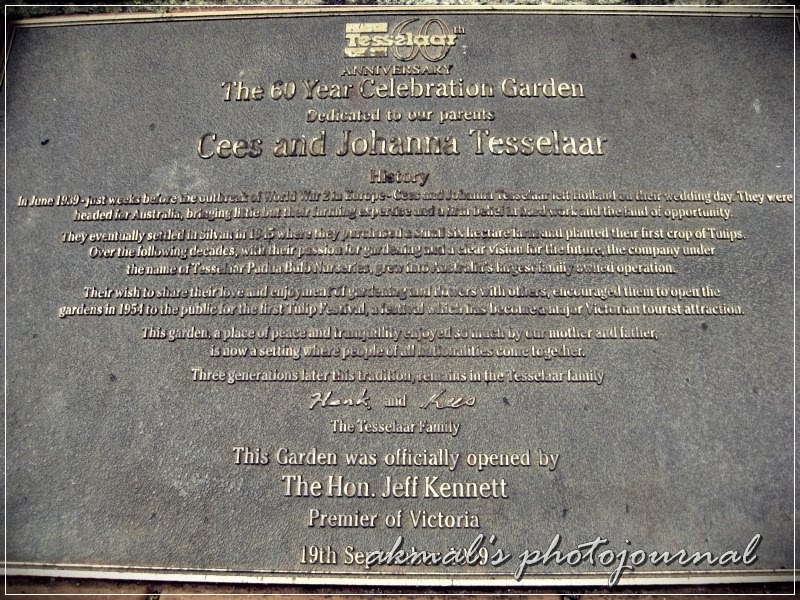 Tesselaar 60th
ANNIVERSARY
The 60 Year Celebration Garden
Dedicated to our parents
Cees and Johanna Tesselaar
History
In June 1939 - just weeks before the outbreak of World War 2 in Europe - Cees and Johanna Tesselaar left Holland on their wedding day. They were
headed for Australia, bringing little but their farming expertise and a firm belief in hard work and the land of opportunity.
They eventually settled in Silvan in 1945 where they purchased a small six hectare farm and planted their first crop of Tulips.
Over the following decades, with their passion for gardening and a clear vision for the future, the company under
the name of Tesselaar Padua Bulb Nurseries, grew into Australia's largest family owned operation.
Their wish to share their love and enjoyment of gardening and flowers with others, encouraged them to open the
gardens in 1954 to the public for the first Tulip Festival, a festival which has become a major Victorian tourist attraction.
This garden, a place of peace and tranquillity enjoyed so much by our mother and father,
is now a setting where people of all nationalities come together.
Three generations later this tradition, remains in the Tesselaar family
Henk and Kees
The Tesselaar Family
This Garden was officially opened by
The Hon. Jeff Kennett
Premier of Victoria
19th September
akmal's photojournal